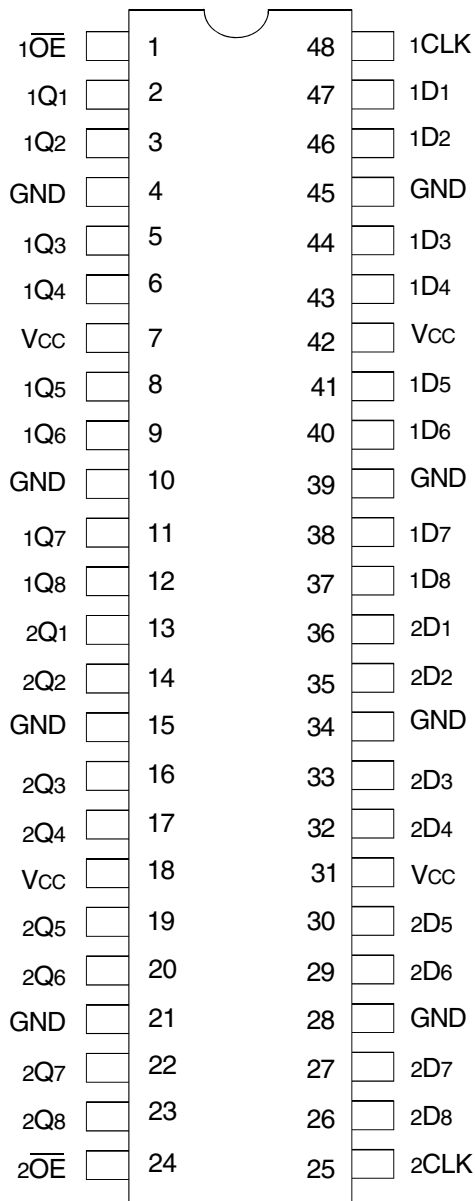 1O̅E̅ 1 48 1CLK
1Q1 2 47 1D1
1Q2 3 46 1D2
GND 4 45 GND
1Q3 5 44 1D3
1Q4 6 43 1D4
VCC 7 42 VCC
1Q5 8 41 1D5
1Q6 9 40 1D6
GND 10 39 GND
1Q7 11 38 1D7
1Q8 12 37 1D8
2Q1 13 36 2D1
2Q2 14 35 2D2
GND 15 34 GND
2Q3 16 33 2D3
2Q4 17 32 2D4
VCC 18 31 VCC
2Q5 19 30 2D5
2Q6 20 29 2D6
GND 21 28 GND
2Q7 22 27 2D7
2Q8 23 26 2D8
2O̅E̅ 24 25 2CLK